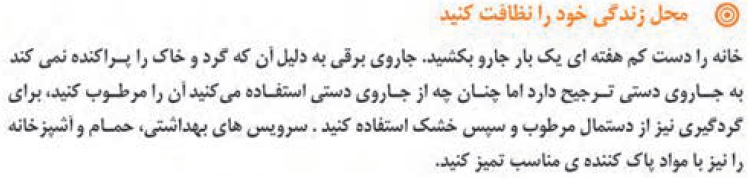 محل زندگی خود را نظافت کنید
خانه را دست کم هفته ای یک بار جارو بکشید. جاروی برقی به دلیل آن که گرد و خاک را پـراکنده نمی کند
به جـاروی دستی تـرجیح دارد اما چنـان چه از جـاروی دستی استفـاده می‌کنید آن را مرطـوب کنید، برای
گردگیری نیز از دستمال مرطوب و سپس خشک استفاده کنید . سرویس های بهداشتی، حمـام و آشپزخانه
را نیز با مواد پاک کننده ی مناسب تمیز کنید.